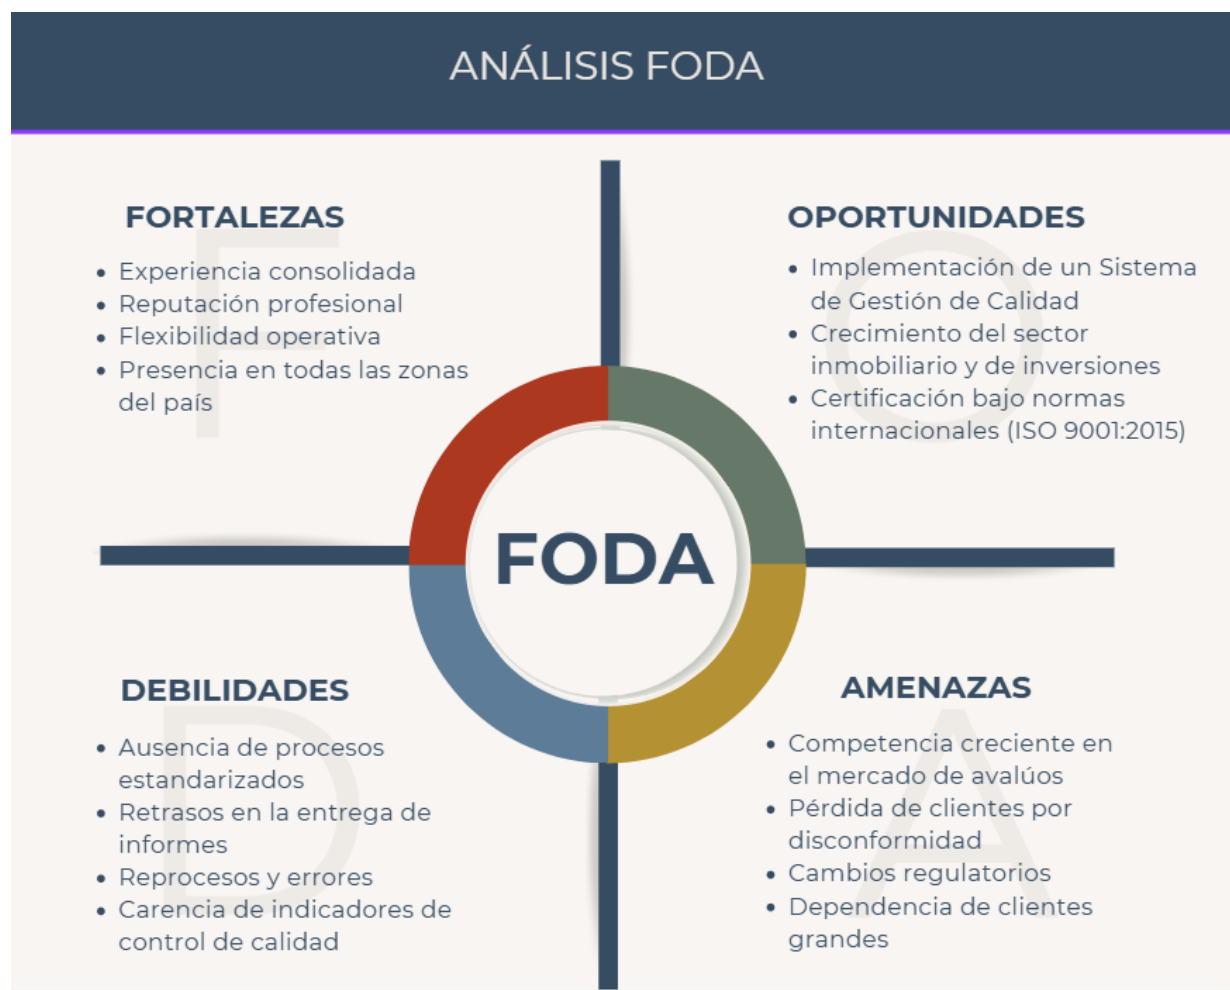 ANÁLISIS FODA
FORTALEZAS
• Experiencia consolidada
• Reputación profesional
• Flexibilidad operativa
• Presencia en todas las zonas
del país
OPORTUNIDADES
• Implementación de un Sistema
de Gestión de Calidad
• Crecimiento del sector
inmobiliario y de inversiones
• Certificación bajo normas
internacionales (ISO 9001:2015)
FODA
DEBILIDADES
• Ausencia de procesos
estandarizados
• Retrasos en la entrega de
informes
• Reprocesos y errores
• Carencia de indicadores de
control de calidad
AMENAZAS
• Competencia creciente en
el mercado de avalúos
• Pérdida de clientes por
disconformidad
• Cambios regulatorios
• Dependencia de clientes
grandes
F
O
D
A